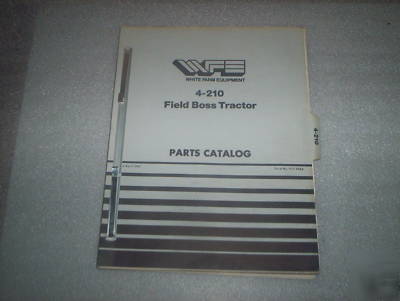 WFE
WHITE FARM EQUIPMENT
4-210
Field Boss Tractor
4-210
PARTS CATALOG